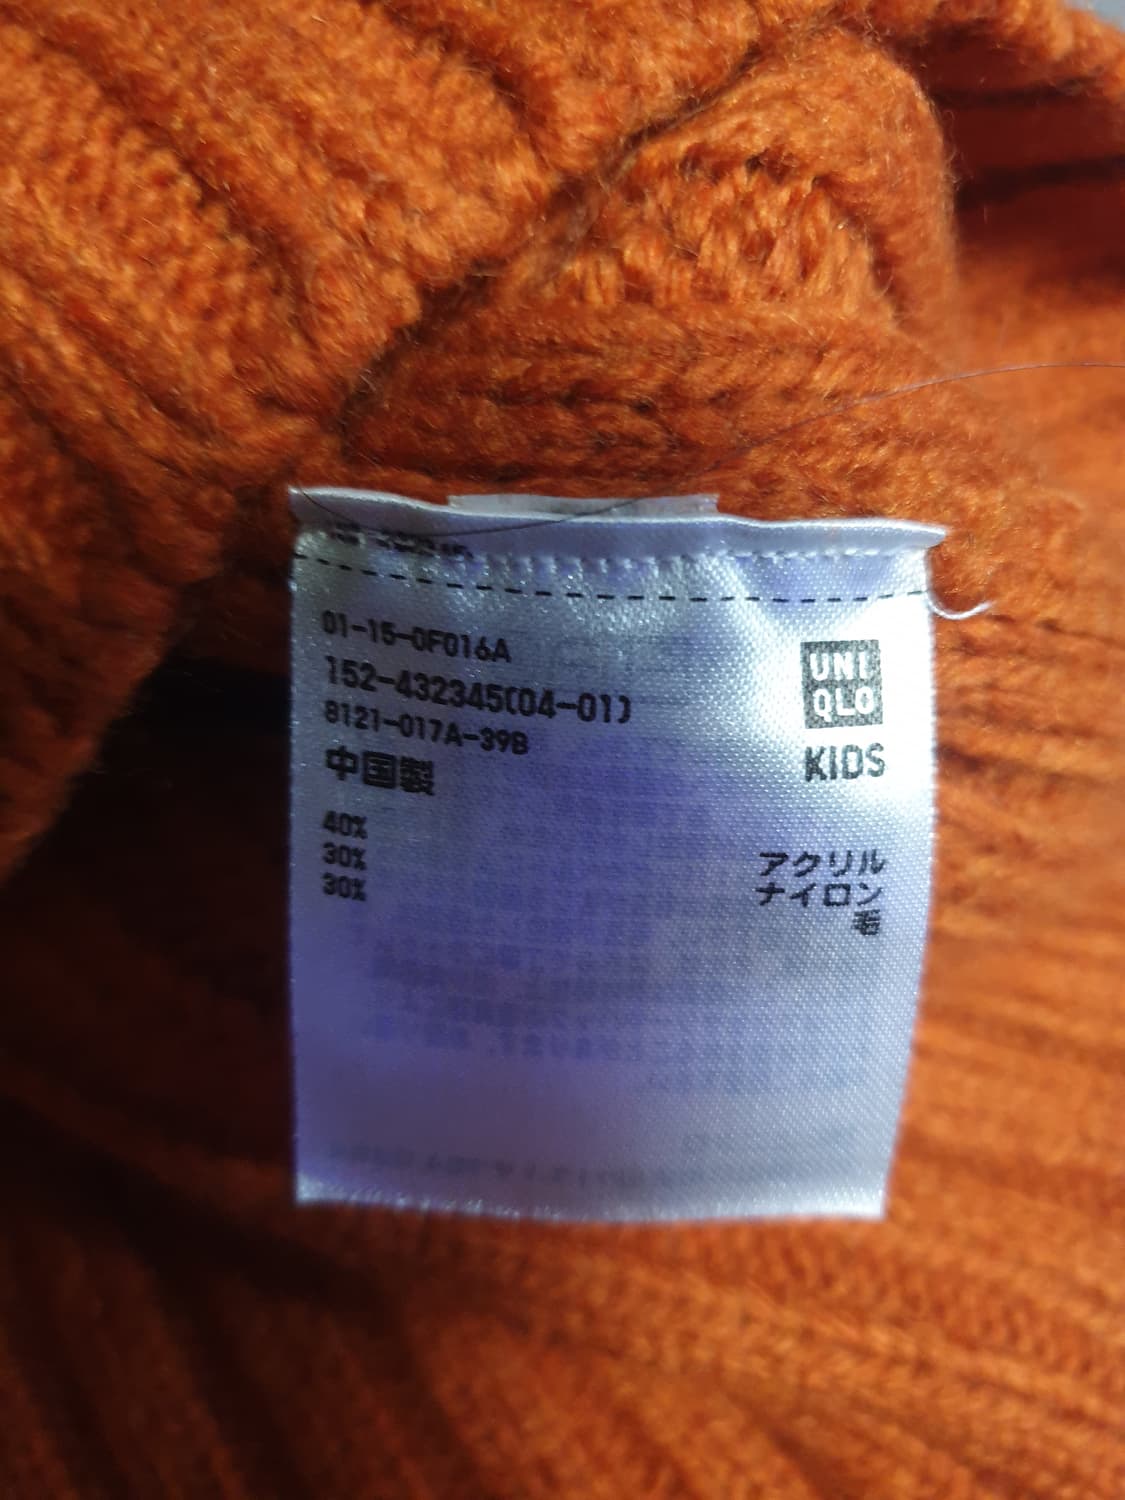 01-15-0F016A
152-432345(04-01)
8121-017A-39B
中国製
UNI
QLO
KIDS
40% アクリル
30% ナイロン
30% 毛